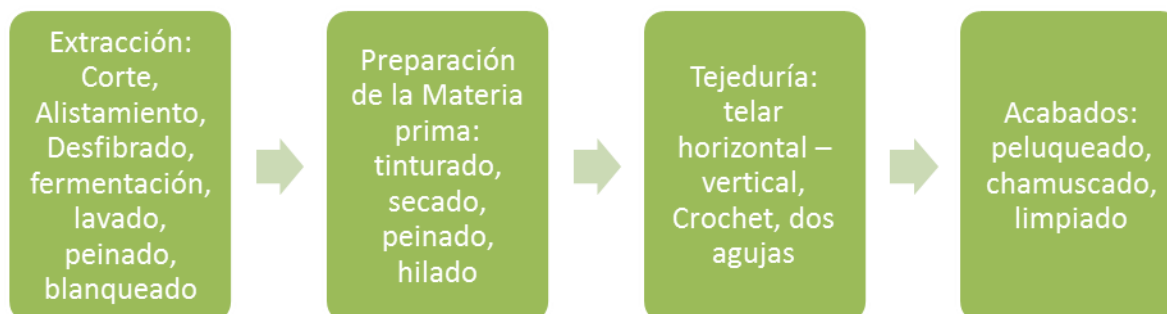 Extracción:
Corte,
Alistamiento,
Desfibrado,
fermentación,
lavado,
peinado,
blanqueado
Preparación
de la Materia
prima:
tinturado,
secado,
peinado,
hilado
Tejeduría:
telar
horizontal –
vertical,
Crochet, dos
agujas
Acabados:
peluqueado,
chamuscado,
limpiado